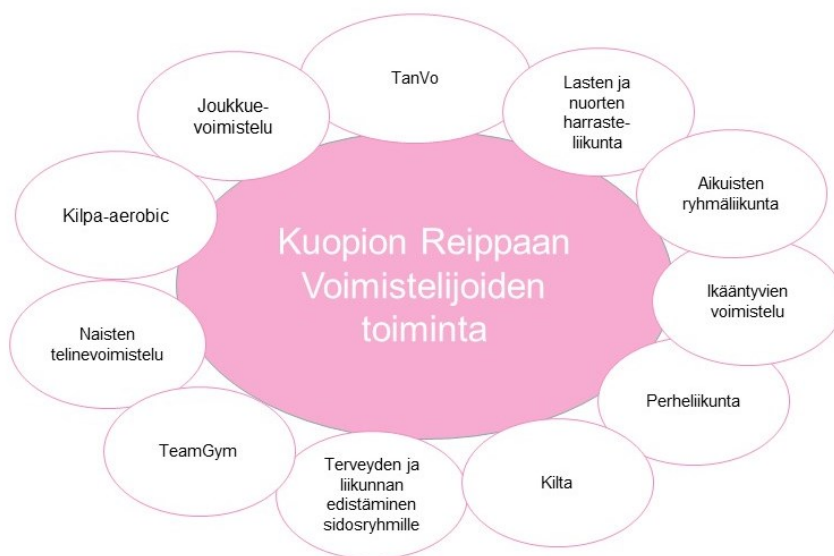 TanVo
Lasten ja
nuorten
harraste-
liikunta
Aikuisten
ryhmäliikunta
Ikääntyvien
voimistelu
Perheliikunta
Kilta
Terveyden ja
liikunnan
edistäminen
sidosryhmille
TeamGym
Naisten
telinevoimistelu
Kilpa-aerobic
Joukkue-
voimistelu
Kuopion Reippaan
Voimistelijoiden
toiminta